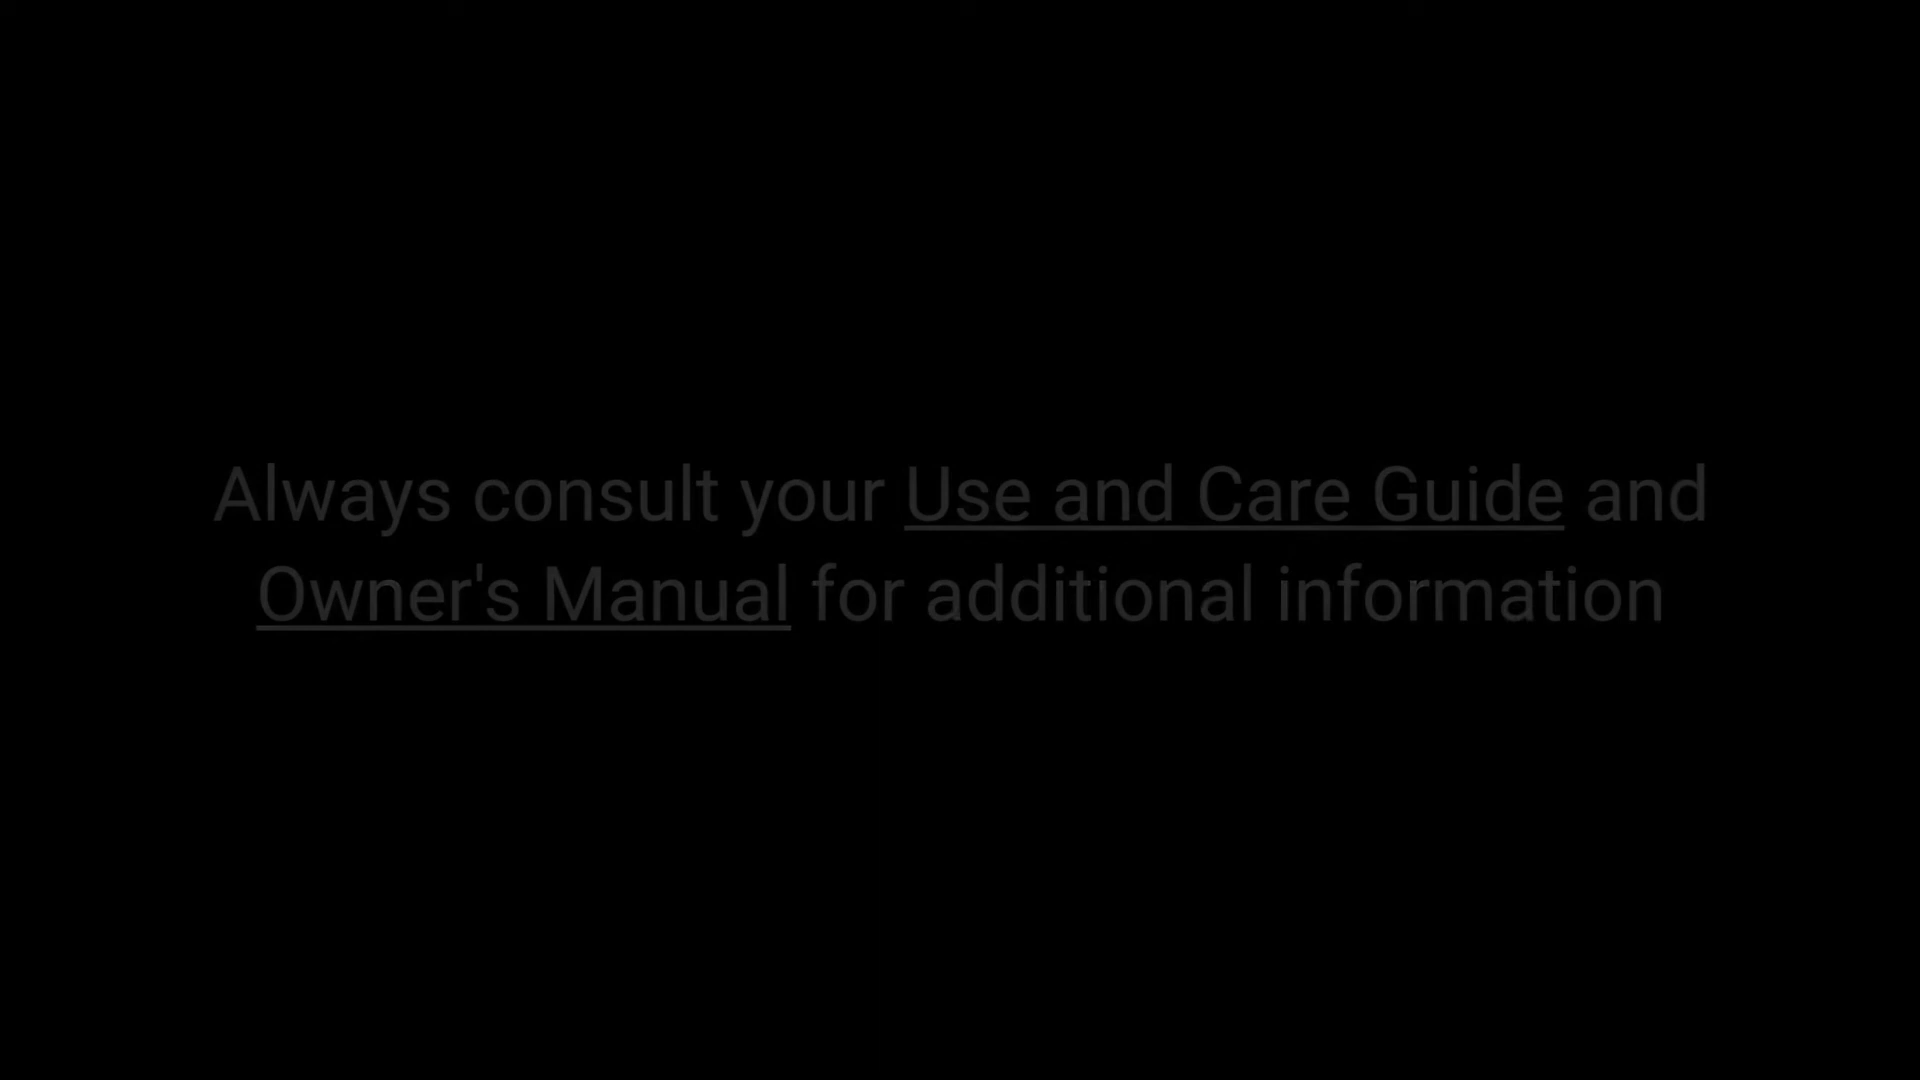 Always consult your Use and Care Guide and
Owner's Manual for additional information